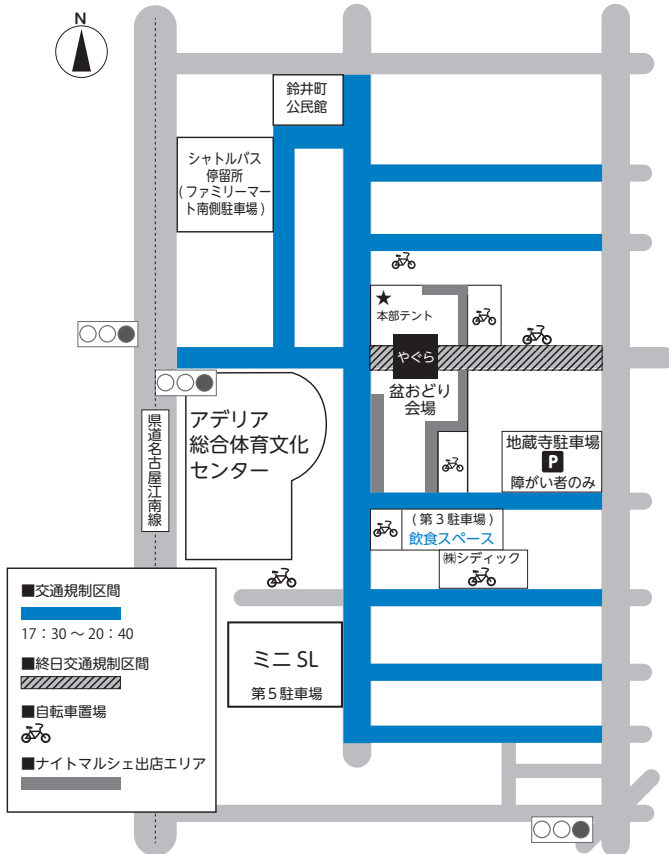 N
鈴井町
公民館
シャトルバス
停留所
(ファミリーマー
ト南側駐車場)
★
本部テント
やぐら
盆おどり
会場
アデリア
総合体育文化
センター
県道名古屋江南線
地蔵寺駐車場
P
障がい者のみ
(第3駐車場)
飲食スペース
㈱シディック
ミニSL
第5駐車場
■交通規制区間
17:30～20:40
■終日交通規制区間
■自転車置場
■ナイトマルシェ出店エリア